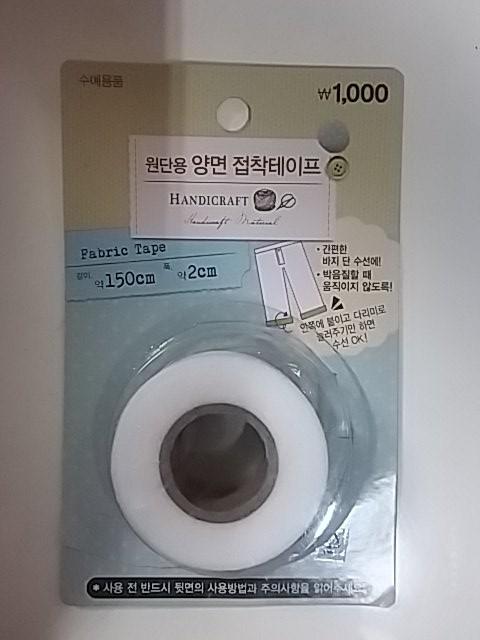 수예용품
₩1,000
원단용 양면 접착테이프
HANDICRAFT
Handicraft Material
Fabric Tape
길이. 약150cm 폭. 약2cm
• 간편한
바지 단 수선에!
• 박음질할 때
움직이지 않도록!
안쪽에 붙이고 다리미로
눌러주기만 하면
수선 OK!
* 사용 전 반드시 뒷면의 사용방법과 주의사항을 읽어주세요.